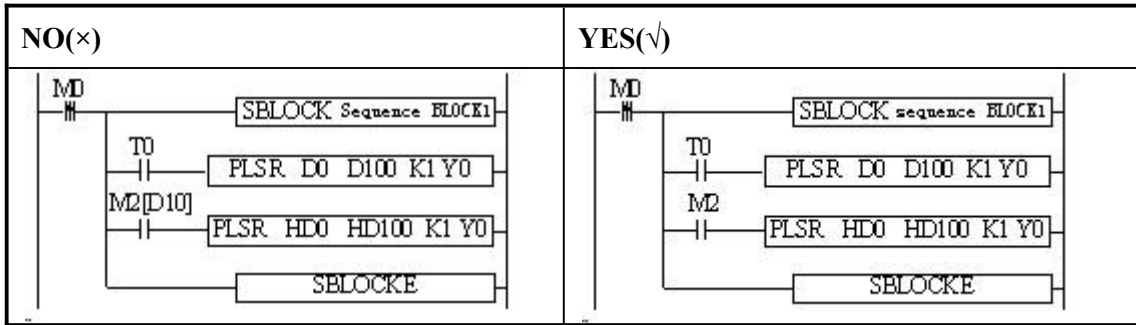 NO(×)
YES(√)
M0
SBLOCK Sequence BLOCK1
T0
PLSR D0 D100 K1 Y0
M2[D10]
PLSR HD0 HD100 K1 Y0
SBLOCKE
M0
SBLOCK sequence BLOCK1
T0
PLSR D0 D100 K1 Y0
M2
PLSR HD0 HD100 K1 Y0
SBLOCKE